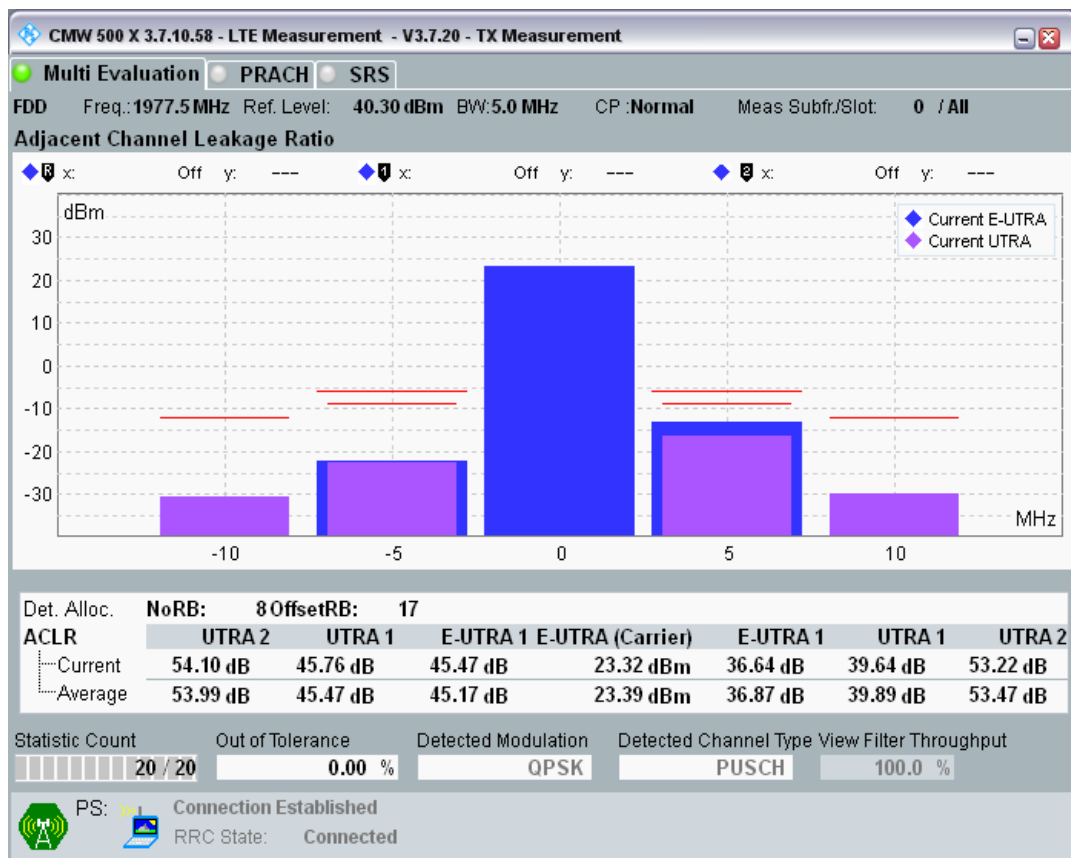 CMW 500 X 3.7.10.58 - LTE Measurement - V3.7.20 - TX Measurement
Multi Evaluation PRACH SRS
FDD Freq.:1977.5 MHz Ref. Level: 40.30 dBm BW:5.0 MHz CP :Normal Meas Subfr./Slot: 0 / All
Adjacent Channel Leakage Ratio
R x: Off y: --- 1 x: Off y: --- 2 x: Off y: ---
dBm
Current E-UTRA
Current UTRA
30
20
10
0
-10
-20
-30
MHz
-10 -5 0 5 10
Det. Alloc. NoRB: 8 OffsetRB: 17
ACLR UTRA 2 UTRA 1 E-UTRA 1 E-UTRA (Carrier) E-UTRA 1 UTRA 1 UTRA 2
Current 54.10 dB 45.76 dB 45.47 dB 23.32 dBm 36.64 dB 39.64 dB 53.22 dB
Average 53.99 dB 45.47 dB 45.17 dB 23.39 dBm 36.87 dB 39.89 dB 53.47 dB
Statistic Count Out of Tolerance Detected Modulation Detected Channel Type View Filter Throughput
20 / 20 0.00 % QPSK PUSCH 100.0 %
PS: Connection Established
RRC State: Connected